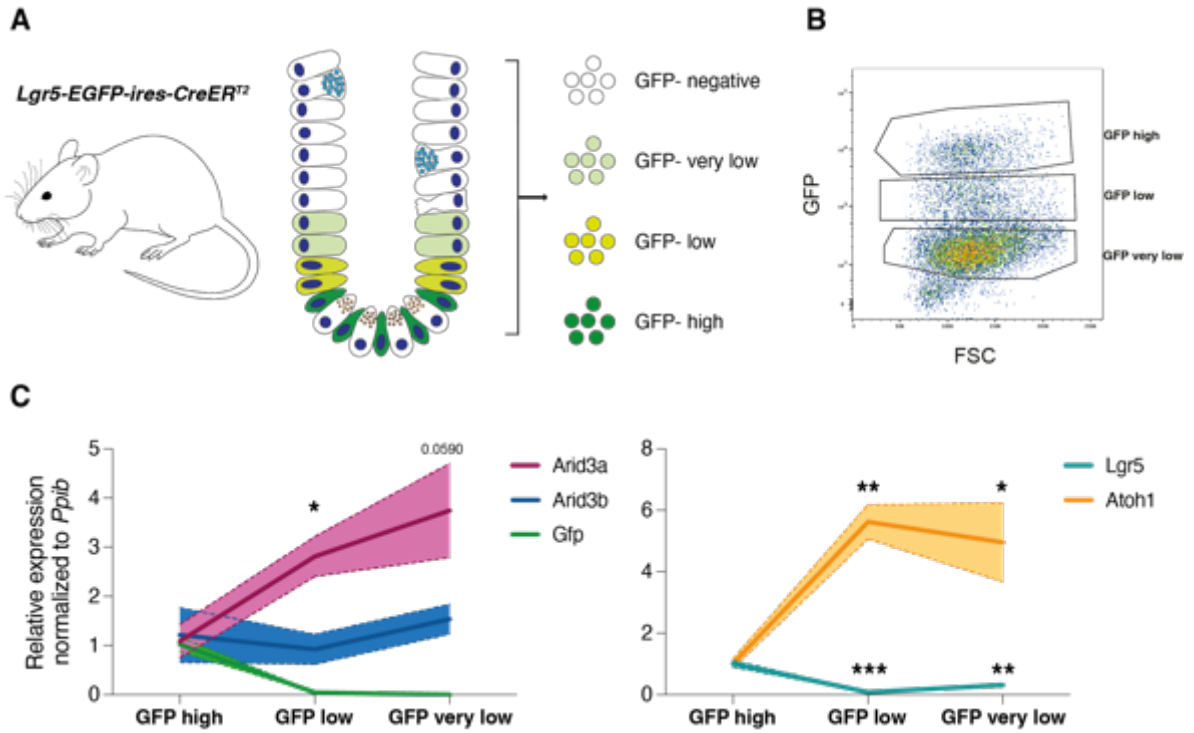 A
Lgr5-EGFP-ires-CreER^T2
GFP- negative
GFP- very low
GFP- low
GFP- high
B
GFP
GFP high
GFP low
GFP very low
FSC
C
Relative expression
normalized to Ppib
5
4
3
2
1
0
*
0.0590
GFP high
GFP low
GFP very low
Arid3a
Arid3b
Gfp
8
6
4
2
0
**
*
***
**
GFP high
GFP low
GFP very low
Lgr5
Atoh1